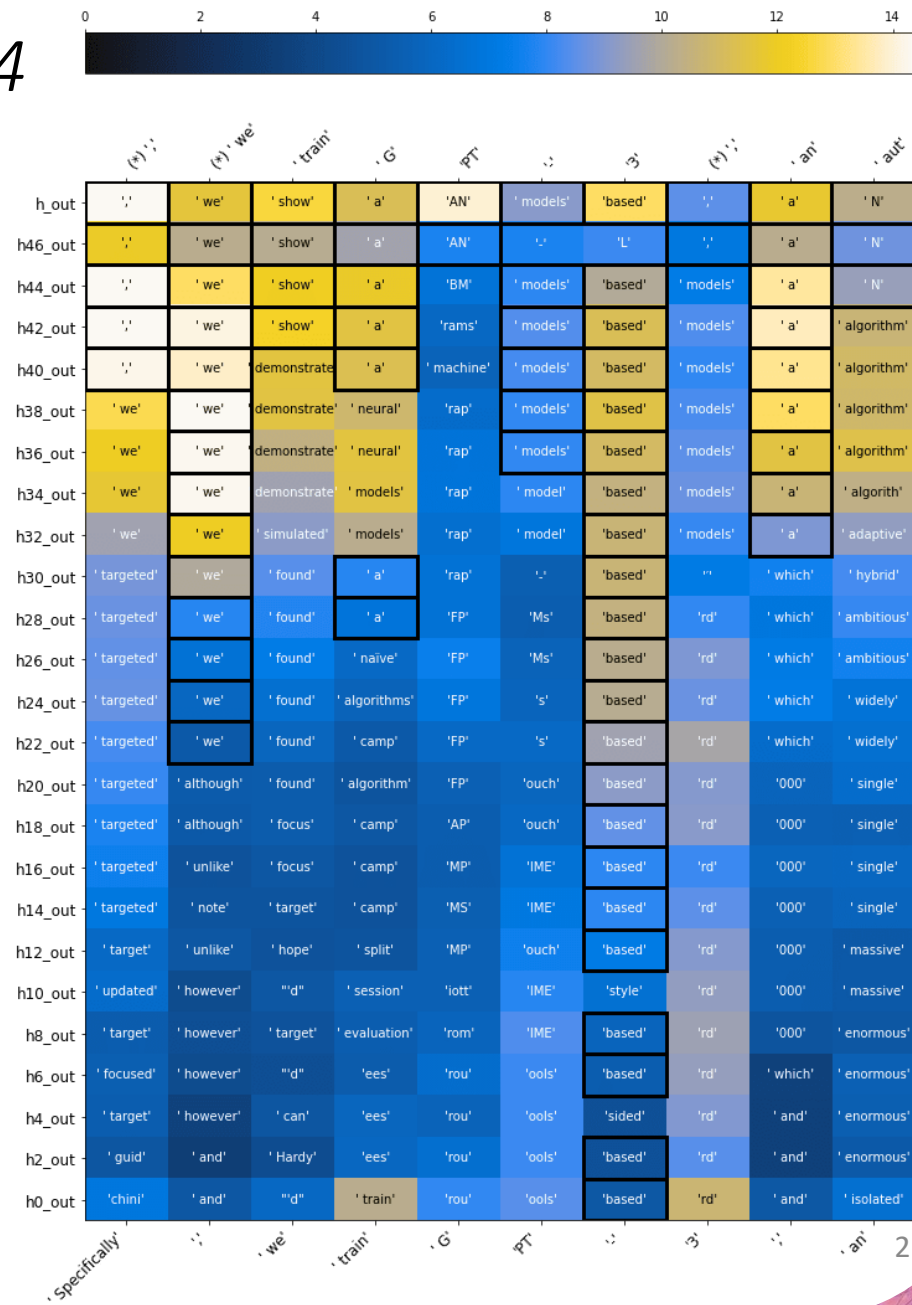 4
0 2 4 6 8 10 12 14
(*) ',' (*) ' we' ' train' ' G' 'PT' '-' '3' (*) ',' ' an' ' aut'
h_out ',' ' we' ' show' ' a' 'AN' ' models' 'based' ',' ' a' ' N'
h46_out ',' ' we' ' show' ' a' 'AN' '-' 'L' ',' ' a' ' N'
h44_out ',' ' we' ' show' ' a' 'BM' ' models' 'based' ' models' ' a' ' N'
h42_out ',' ' we' ' show' ' a' 'rams' ' models' 'based' ' models' ' a' ' algorithm'
h40_out ',' ' we' ' demonstrate' ' a' ' machine' ' models' 'based' ' models' ' a' ' algorithm'
h38_out ' we' ' we' ' demonstrate' ' neural' 'rap' ' models' 'based' ' models' ' a' ' algorithm'
h36_out ' we' ' we' ' demonstrate' ' neural' 'rap' ' models' 'based' ' models' ' a' ' algorithm'
h34_out ' we' ' we' ' demonstrate' ' models' 'rap' ' model' 'based' ' models' ' a' ' algorith'
h32_out ' we' ' we' ' simulated' ' models' 'rap' ' model' 'based' ' models' ' a' ' adaptive'
h30_out ' targeted' ' we' ' found' ' a' 'rap' '-' 'based' '"' ' which' ' hybrid'
h28_out ' targeted' ' we' ' found' ' a' 'FP' 'Ms' 'based' 'rd' ' which' ' ambitious'
h26_out ' targeted' ' we' ' found' ' naïve' 'FP' 'Ms' 'based' 'rd' ' which' ' ambitious'
h24_out ' targeted' ' we' ' found' ' algorithms' 'FP' 's' 'based' 'rd' ' which' ' widely'
h22_out ' targeted' ' we' ' found' ' camp' 'FP' 's' 'based' 'rd' ' which' ' widely'
h20_out ' targeted' ' although' ' found' ' algorithm' 'FP' 'ouch' 'based' 'rd' '000' ' single'
h18_out ' targeted' ' although' ' focus' ' camp' 'AP' 'ouch' 'based' 'rd' '000' ' single'
h16_out ' targeted' ' unlike' ' focus' ' camp' 'MP' 'IME' 'based' 'rd' '000' ' single'
h14_out ' targeted' ' note' ' target' ' camp' 'MS' 'IME' 'based' 'rd' '000' ' single'
h12_out ' target' ' unlike' ' hope' ' split' 'MP' 'ouch' 'based' 'rd' '000' ' massive'
h10_out ' updated' ' however' "'d" ' session' 'iott' 'IME' 'style' 'rd' '000' ' massive'
h8_out ' target' ' however' ' target' ' evaluation' 'rom' 'IME' 'based' 'rd' '000' ' enormous'
h6_out ' focused' ' however' "'d" 'ees' 'rou' 'ools' 'based' 'rd' ' which' ' enormous'
h4_out ' target' ' however' ' can' 'ees' 'rou' 'ools' 'sided' 'rd' ' and' ' enormous'
h2_out ' guid' ' and' ' Hardy' 'ees' 'rou' 'ools' 'based' 'rd' ' and' ' enormous'
h0_out 'chini' ' and' "'d" ' train' 'rou' 'ools' 'based' 'rd' ' and' ' isolated'
' Specifically' ',' ' we' ' train' ' G' 'PT' '-' '3' ',' ' an'
2